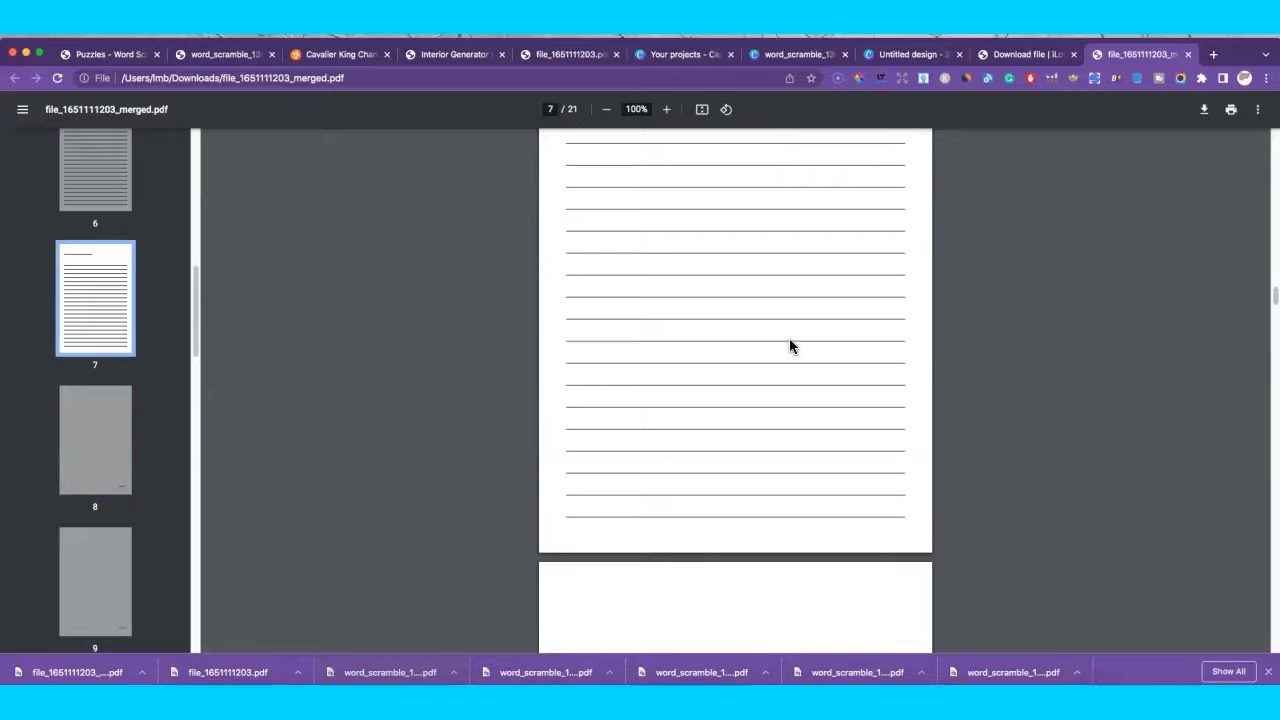 Puzzles - Word Sc
word_scramble_13
Cavalier King Chan
Interior Generator
file_1651111203.po
Your projects - Ca
word_scramble_13
Untitled design - 2
Download file | iLo
file_1651111203_m
File
/Users/lmb/Downloads/file_1651111203_merged.pdf
file_1651111203_merged.pdf
7 / 21
100%
6
7
8
9
file_1651111203_....pdf
file_1651111203.pdf
word_scramble_1....pdf
word_scramble_1....pdf
word_scramble_1....pdf
word_scramble_1....pdf
word_scramble_1....pdf
Show All